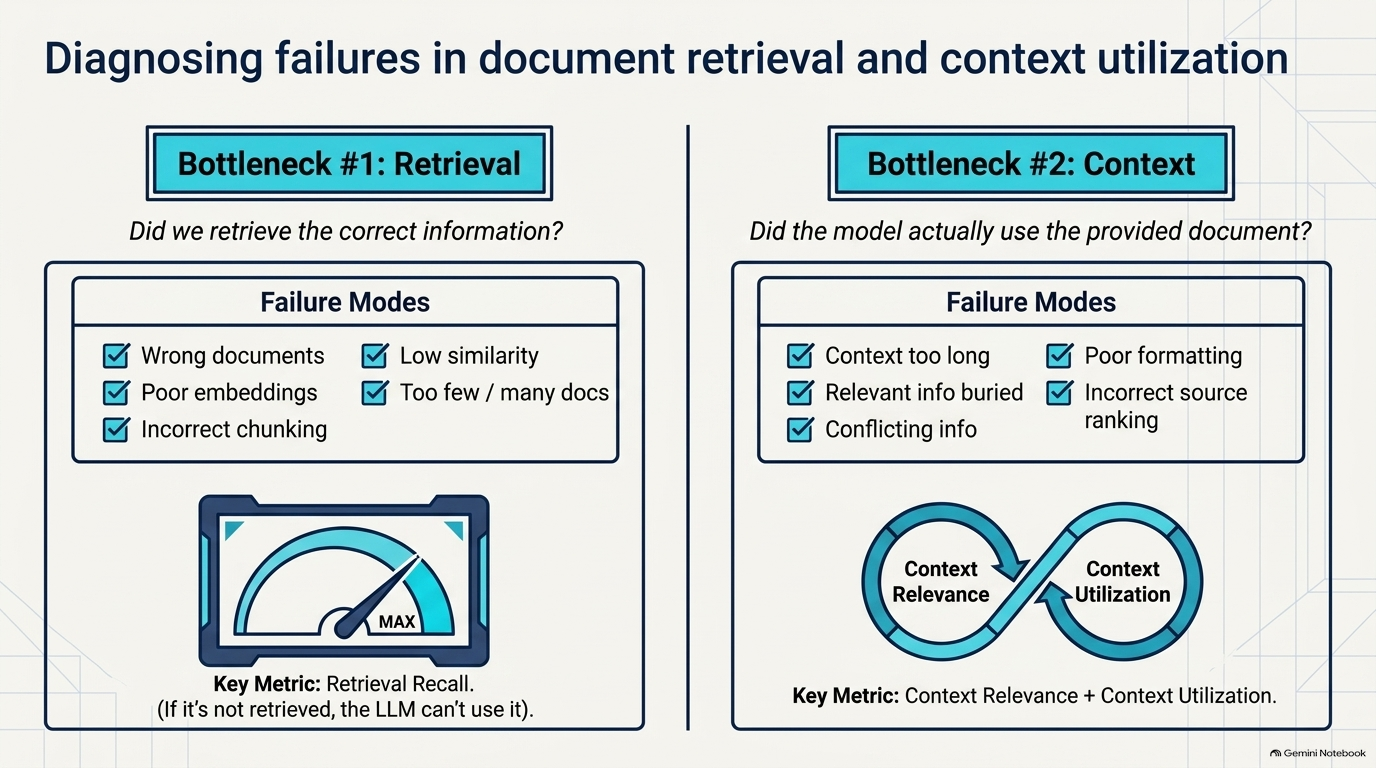 Diagnosing failures in document retrieval and context utilization
Bottleneck #1: Retrieval
Did we retrieve the correct information?
Failure Modes
Wrong documents
Poor embeddings
Incorrect chunking
Low similarity
Too few / many docs
MAX
Key Metric: Retrieval Recall.
(If it's not retrieved, the LLM can't use it).
Bottleneck #2: Context
Did the model actually use the provided document?
Failure Modes
Context too long
Relevant info buried
Conflicting info
Poor formatting
Incorrect source
ranking
Context
Relevance
Context
Utilization
Key Metric: Context Relevance + Context Utilization.
Gemini Notebook